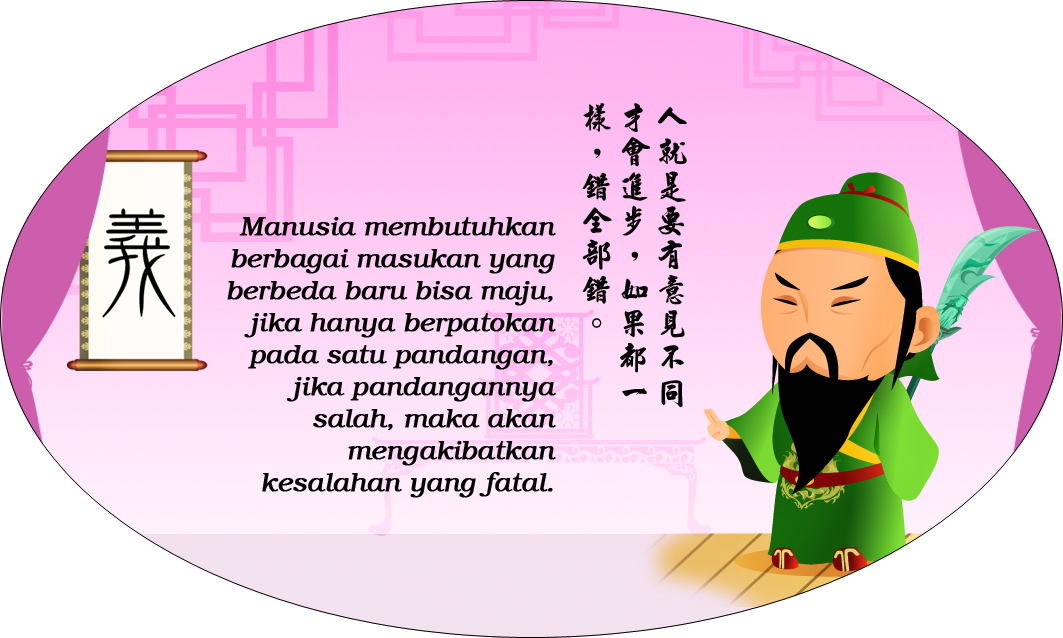 義
Manusia membutuhkan
berbagai masukan yang
berbeda baru bisa maju,
jika hanya berpatokan
pada satu pandangan,
jika pandangannya
salah, maka akan
mengakibatkan
kesalahan yang fatal.
人就是要有意見不同
才會進步，如果都一
樣，錯全部錯。